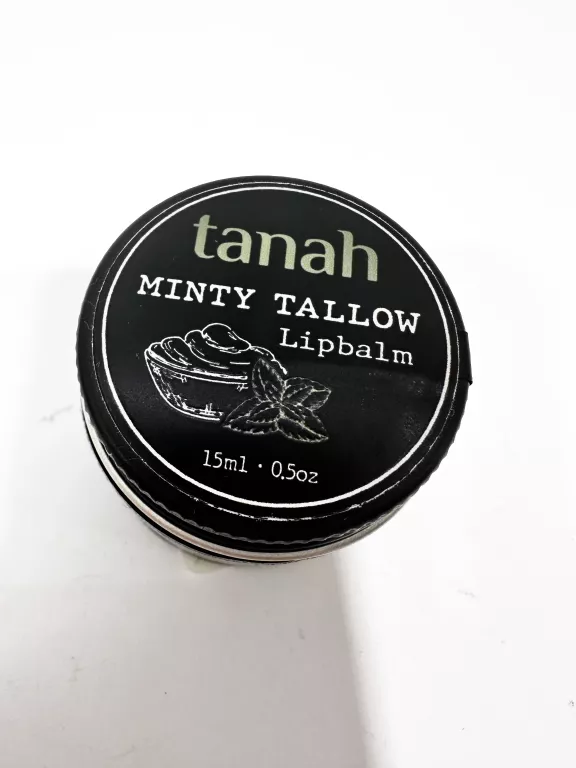 tanah
MINTY TALLOW
Lipbalm
15ml · 0.5oz